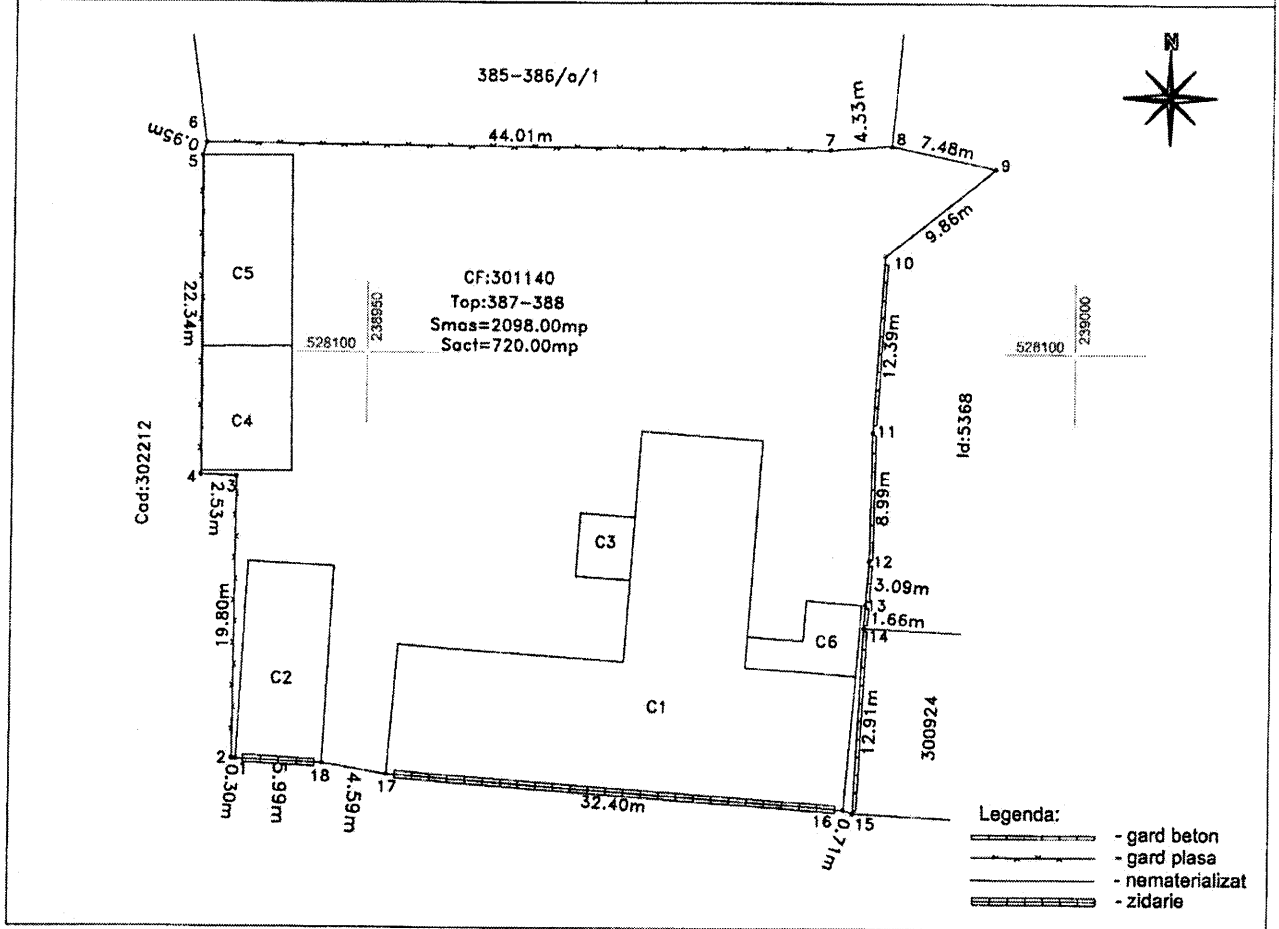 385-386/a/1
N
6
0.95m
5
44.01m
7
4.33m
8
7.48m
9
9.86m
10
C5
22.34m
CF:301140
Top:387-388
Smas=2098.00mp
Sact=720.00mp
528100
238950
528100
239000
12.39m
11
Id:5368
C4
Cad:302212
4
3
2.53m
8.99m
C3
12
3.09m
3
1.66m
14
19.80m
C6
C2
C1
12.91m
300924
2
1
0.30m
5.99m
18
4.59m
17
32.40m
16
0.71m
15
Legenda:
- gard beton
- gard plasa
- nematerializat
- zidarie